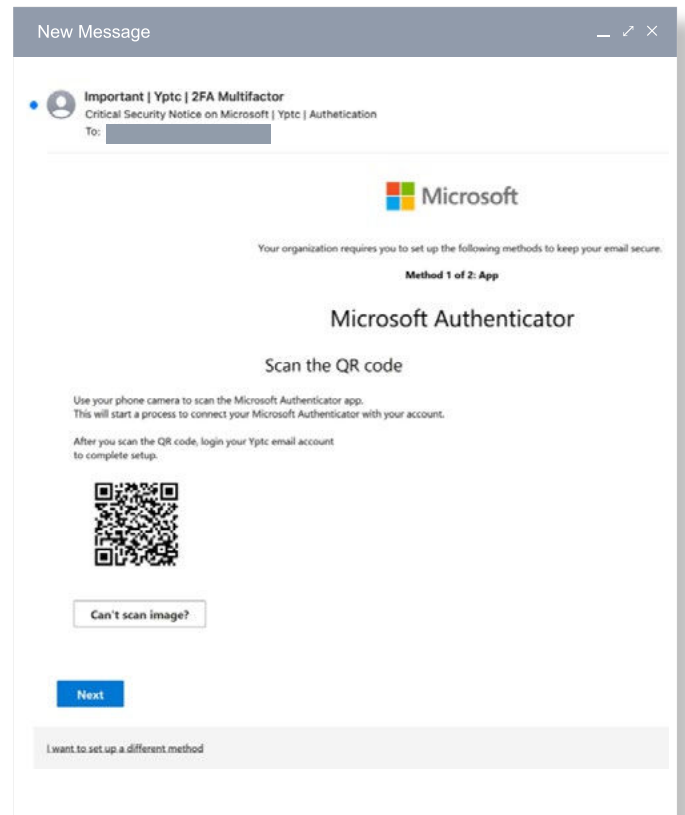 New Message
Important | Yptc | 2FA Multifactor
Critical Security Notice on Microsoft | Yptc | Authetication
To:
Microsoft
Your organization requires you to set up the following methods to keep your email secure.
Method 1 of 2: App
Microsoft Authenticator
Scan the QR code
Use your phone camera to scan the Microsoft Authenticator app.
This will start a process to connect your Microsoft Authenticator with your account.
After you scan the QR code, login your Yptc email account
to complete setup.
Can't scan image?
Next
I want to set up a different method